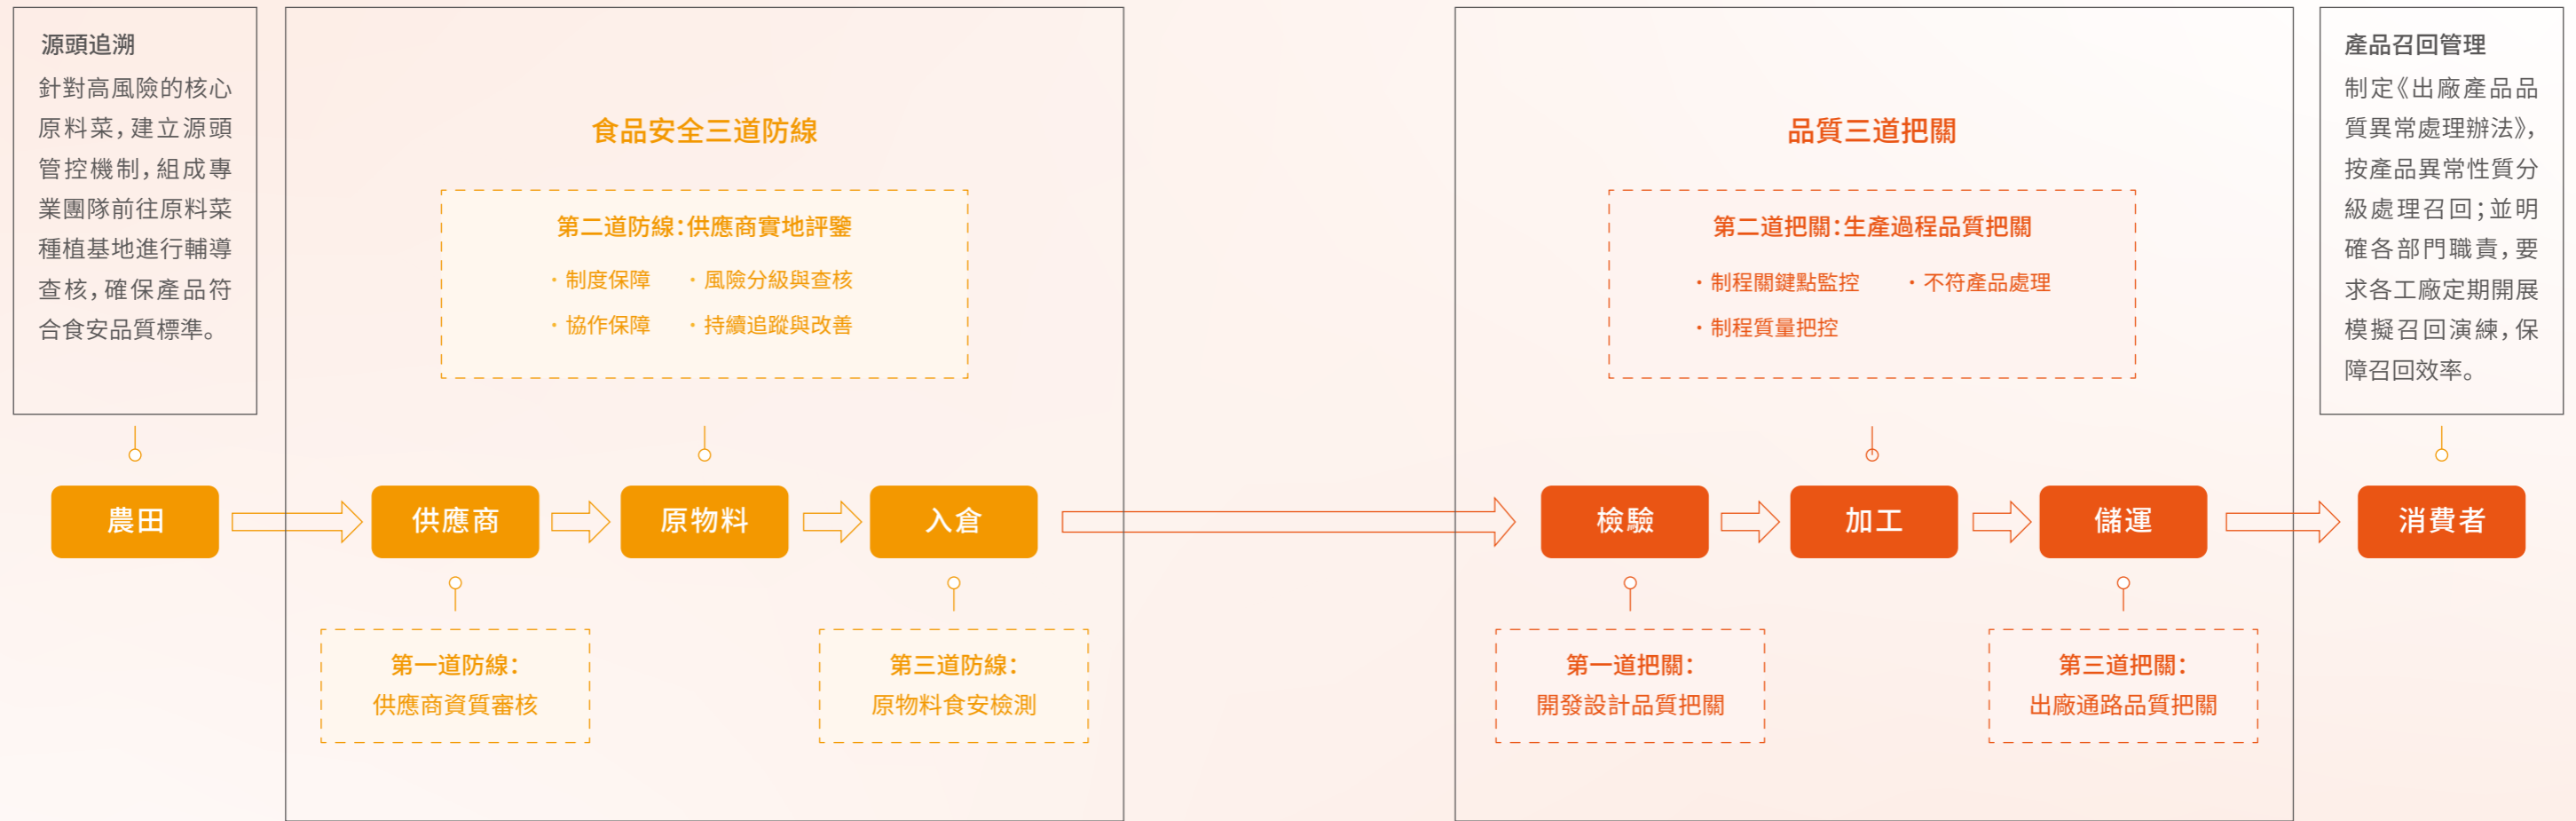 源頭追溯
針對高風險的核心
原料菜，建立源頭
管控機制，組成專
業團隊前往原料菜
種植基地進行輔導
查核，確保產品符
合食安品質標準。
食品安全三道防線
第二道防線：供應商實地評鑒
・制度保障
・風險分級與查核
・協作保障
・持續追蹤與改善
品質三道把關
第二道把關：生產過程品質把關
・制程關鍵點監控
・不符產品處理
・制程質量把控
產品召回管理
制定《出廠產品品
質異常處理辦法》，
按產品異常性質分
級處理召回；並明
確各部門職責，要
求各工廠定期開展
模擬召回演練，保
障召回效率。
農田
供應商
原物料
入倉
檢驗
加工
儲運
消費者
第一道防線：
供應商資質審核
第三道防線：
原物料食安檢測
第一道把關：
開發設計品質把關
第三道把關：
出廠通路品質把關